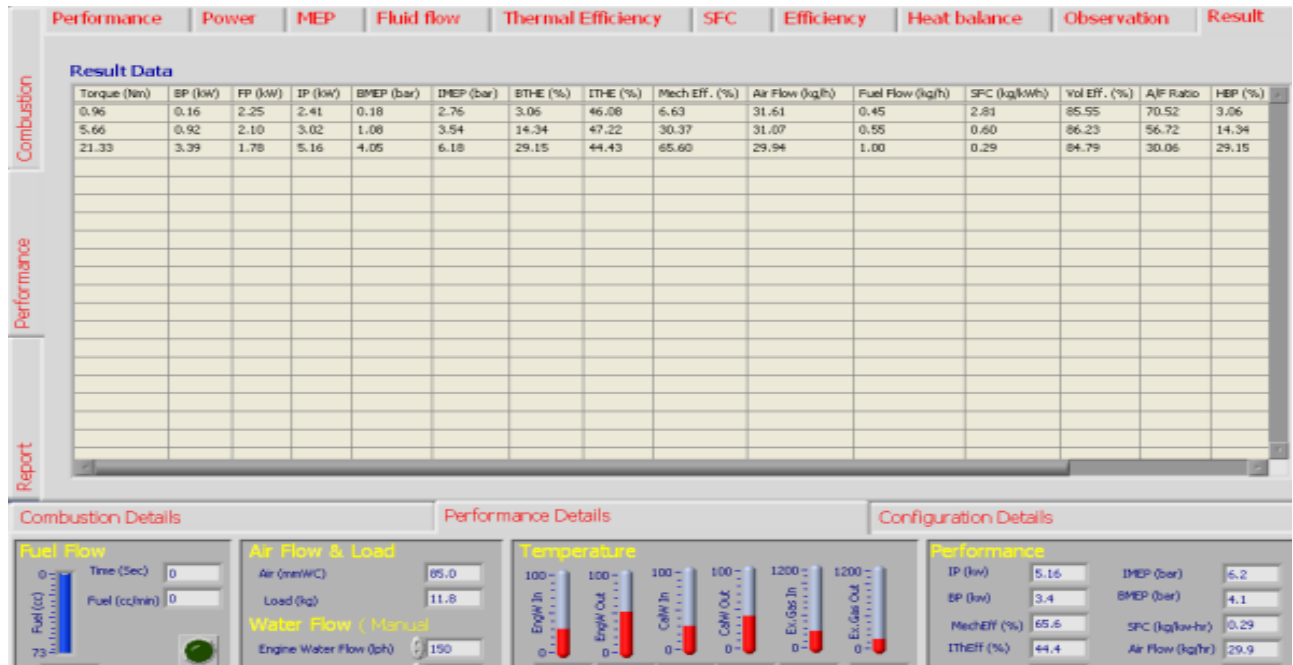 Performance Power MEP Fluid flow Thermal Efficiency SFC Efficiency Heat balance Observation Result
Combustion
Performance
Report
Result Data
Torque (Nm) BP (kW) FP (kW) IP (kW) BMEP (bar) IMEP (bar) BTHE (%) ITHE (%) Mech Eff. (%) Air Flow (kg/h) Fuel Flow (kg/h) SFC (kg/kWh) Vol Eff. (%) A/F Ratio HBP (%)
0.96 0.16 2.25 2.41 0.18 2.76 3.06 46.08 6.63 31.61 0.45 2.81 85.55 70.52 3.06
5.66 0.92 2.10 3.02 1.08 3.54 14.34 47.22 30.37 31.07 0.55 0.60 86.23 56.72 14.34
21.33 3.39 1.78 5.16 4.05 6.18 29.15 44.43 65.60 29.94 1.00 0.29 84.79 30.06 29.15
Combustion Details Performance Details Configuration Details
Fuel Flow
0
Fuel (cc)
73
Time (Sec) 0
Fuel (cc/min) 0
Air Flow & Load
Air (mmWC) 85.0
Load (kg) 11.8
Water Flow ( Manual
Engine Water Flow (lph) 150
Temperature
100 100 100 100 1200 1200
EngW In EngW Out CalW In CalW Out Ex.Gas In Ex.Gas Out
0 0 0 0 0 0
Performance
IP (kw) 5.16 IMEP (bar) 6.2
BP (kw) 3.4 BMEP (bar) 4.1
MechEff (%) 65.6 SFC (kg/kw-hr) 0.29
IThEff (%) 44.4 Air Flow (kg/hr) 29.9